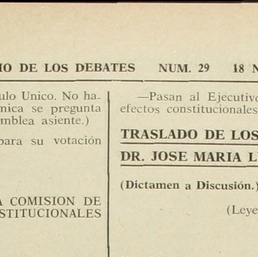 IO DE LOS DEBATES NUM. 29 18 N
ulo Unico. No ha-
nica se pregunta
mblea asiente.)
para su votación
A COMISION DE
STITUCIONALES
—Pasan al Ejecutivo
efectos constitucionales
TRASLADO DE LOS
DR. JOSE MARIA L
(Dictamen a Discusión.)
(Leye